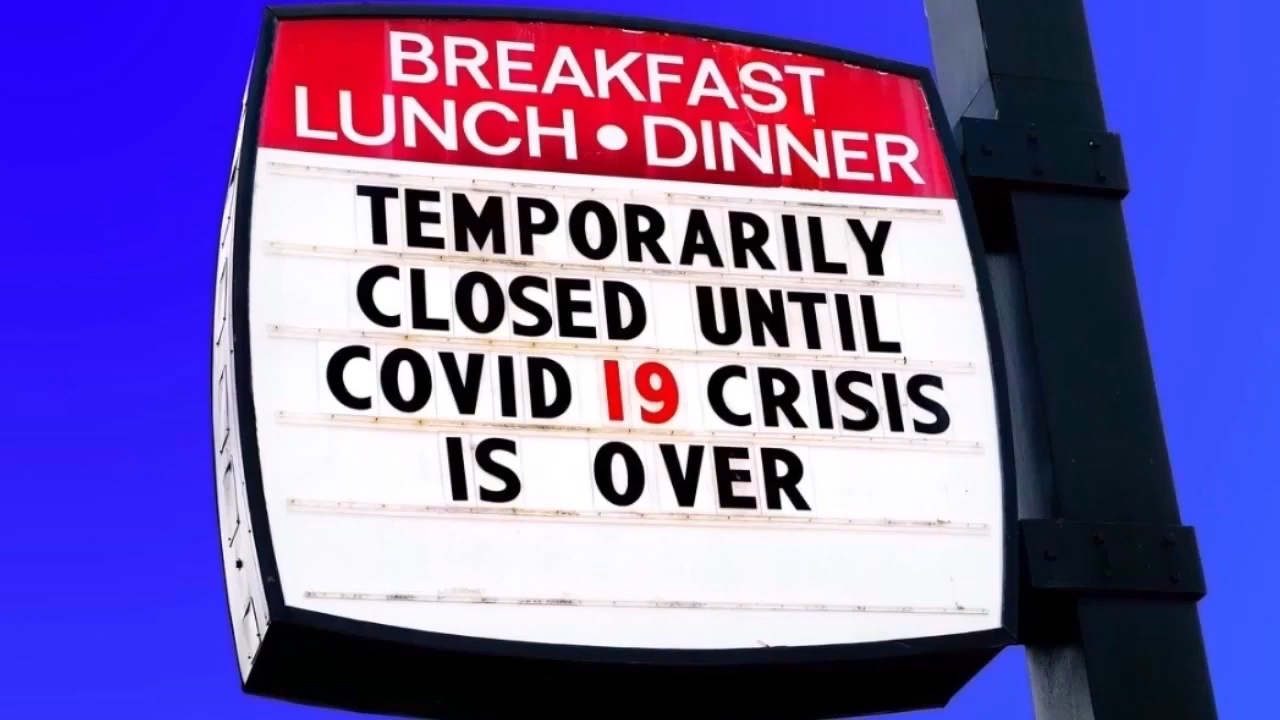 BREAKFAST
LUNCH • DINNER
TEMPORARILY
CLOSED UNTIL
COVID 19 CRISIS
IS OVER